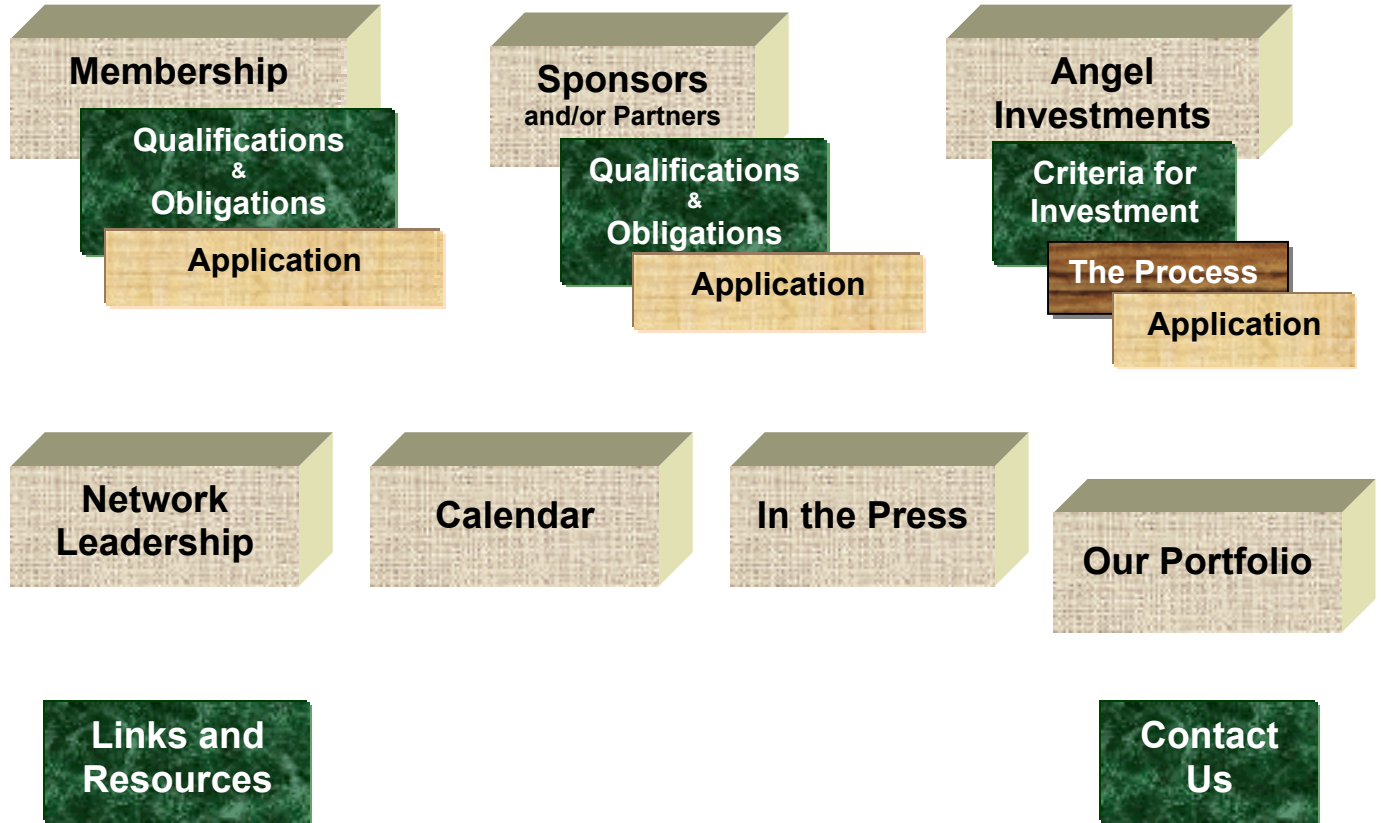 Membership
Qualifications
&
Obligations
Application
Sponsors
and/or Partners
Qualifications
&
Obligations
Application
Angel
Investments
Criteria for
Investment
The Process
Application
Network
Leadership
Calendar
In the Press
Our Portfolio
Links and
Resources
Contact
Us